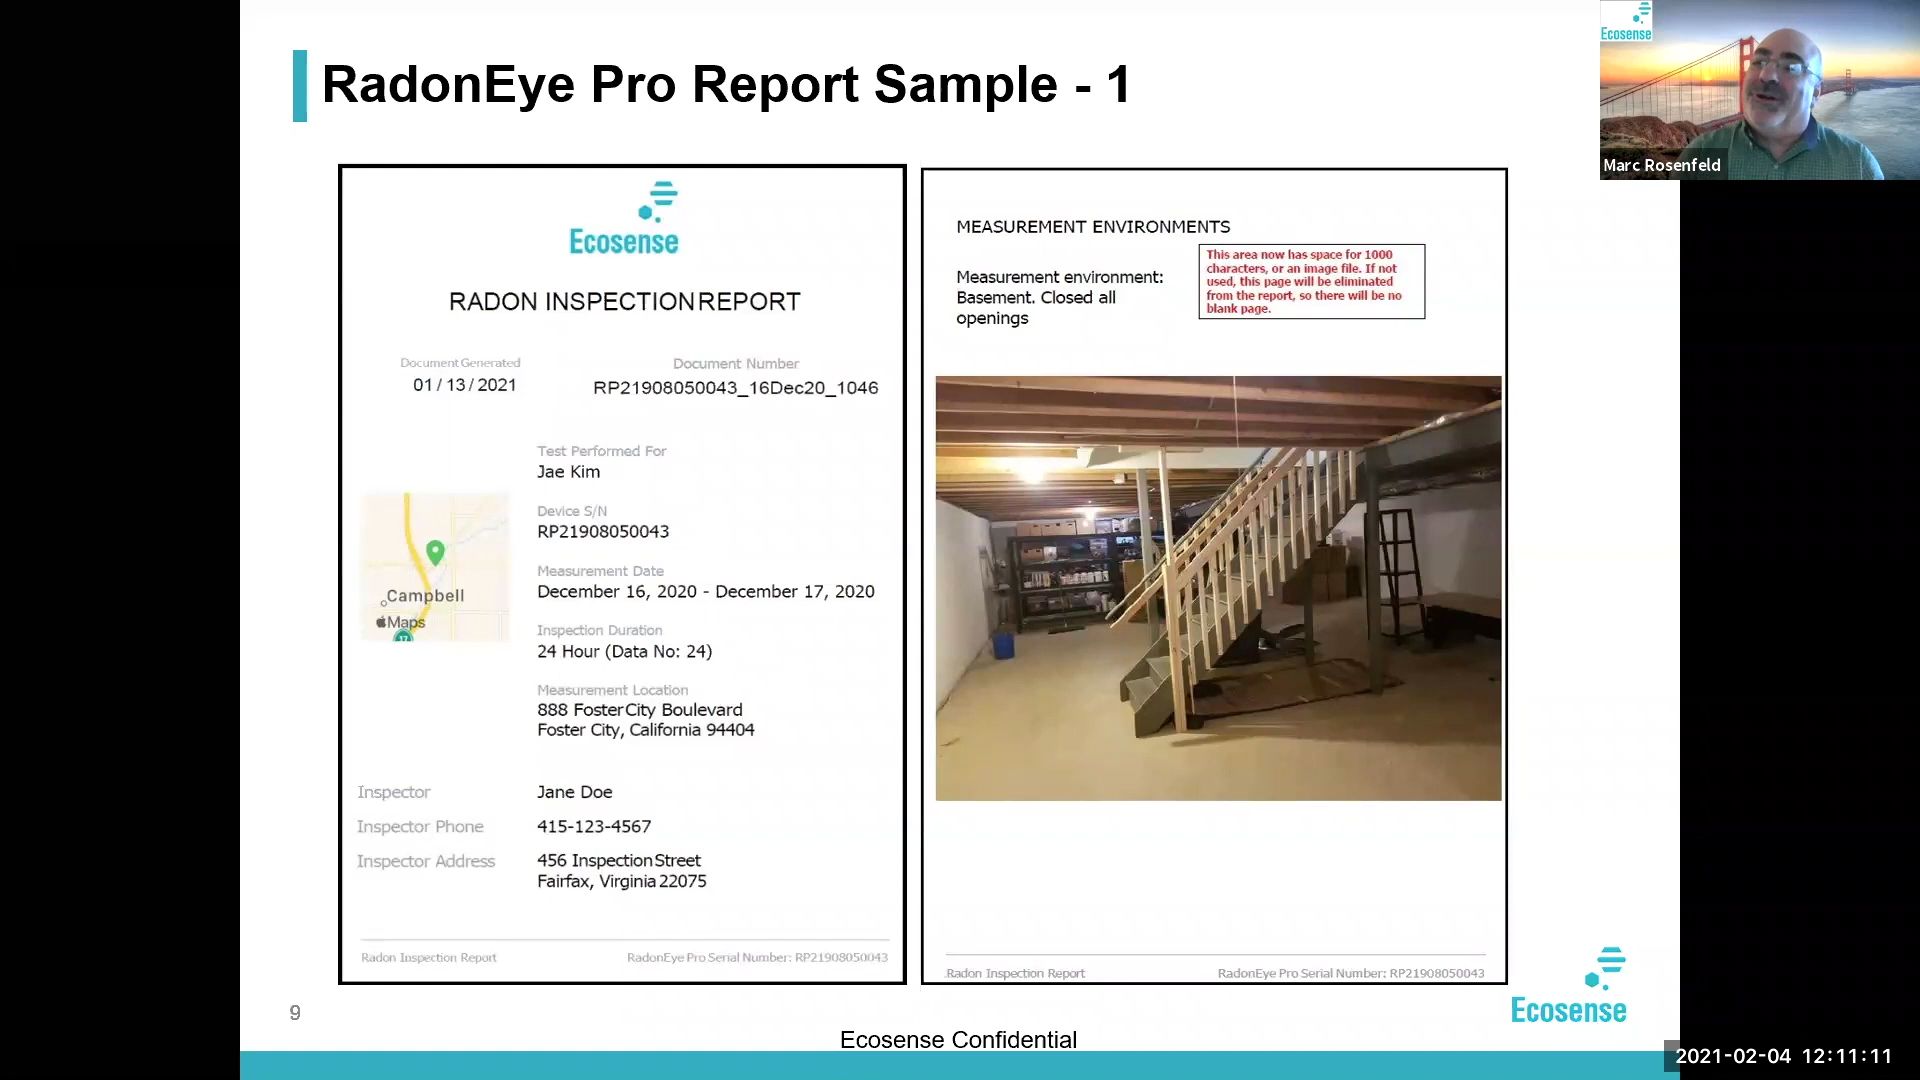 RadonEye Pro Report Sample - 1
Ecosense
Marc Rosenfeld
Ecosense
RADON INSPECTION REPORT
Document Generated
01 / 13 / 2021
Document Number
RP21908050043_16Dec20_1046
Test Performed For
Jae Kim
Device S/N
RP21908050043
Measurement Date
December 16, 2020 - December 17, 2020
Inspection Duration
24 Hour (Data No: 24)
Measurement Location
888 Foster City Boulevard
Foster City, California 94404
Campbell
Maps
17
Inspector
Jane Doe
Inspector Phone
415-123-4567
Inspector Address
456 Inspection Street
Fairfax, Virginia 22075
Radon Inspection Report
RadonEye Pro Serial Number: RP21908050043
MEASUREMENT ENVIRONMENTS
Measurement environment:
Basement. Closed all
openings
This area now has space for 1000
characters, or an image file. If not
used, this page will be eliminated
from the report, so there will be no
blank page.
Radon Inspection Report
RadonEye Pro Serial Number: RP21908050043
9
Ecosense Confidential
Ecosense
2021-02-04 12:11:11